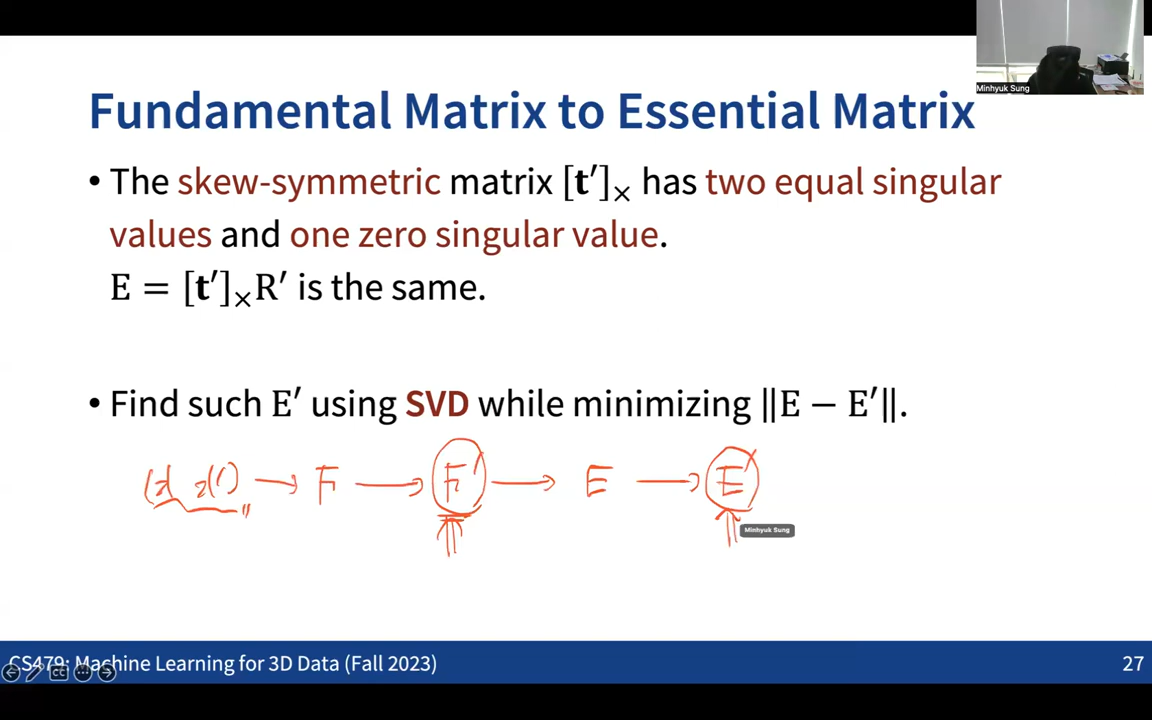 Minhyuk Sung
Fundamental Matrix to Essential Matrix
• The skew-symmetric matrix [t′]× has two equal singular
values and one zero singular value.
E = [t′]×R′ is the same.
• Find such E′ using SVD while minimizing ‖E − E′‖.
→ F → F′ → E → E′
Minhyuk Sung
CS479: Machine Learning for 3D Data (Fall 2023)
27